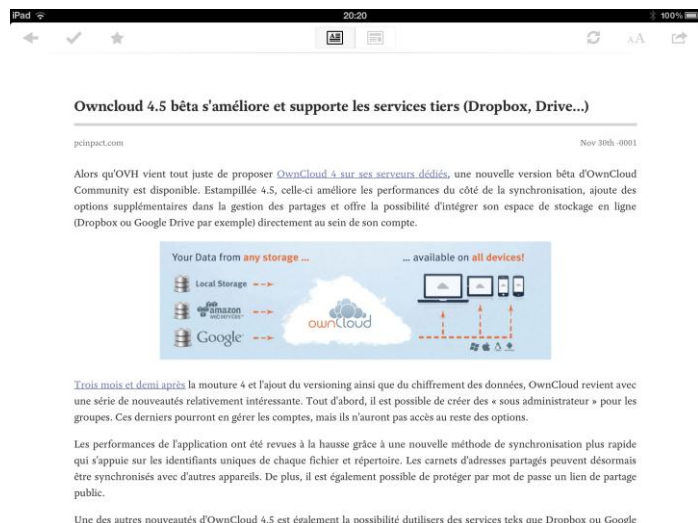 iPad 20:20 100%
AA
Owncloud 4.5 bêta s'améliore et supporte les services tiers (Dropbox, Drive...)
pcinpact.com Nov 30th -0001
Alors qu'OVH vient tout juste de proposer OwnCloud 4 sur ses serveurs dédiés, une nouvelle version bêta d'OwnCloud
Community est disponible. Estampillée 4.5, celle-ci améliore les performances du côté de la synchronisation, ajoute des
options supplémentaires dans la gestion des partages et offre la possibilité d'intégrer son espace de stockage en ligne
(Dropbox ou Google Drive par exemple) directement au sein de son compte.
Your Data from any storage ... ... available on all devices!
Local Storage
amazon
webservices
Google
ownCloud
Trois mois et demi après la mouture 4 et l'ajout du versioning ainsi que du chiffrement des données, OwnCloud revient avec
une série de nouveautés relativement intéressante. Tout d'abord, il est possible de créer des « sous administrateur » pour les
groupes. Ces derniers pourront en gérer les comptes, mais ils n'auront pas accès au reste des options.
Les performances de l'application ont été revues à la hausse grâce à une nouvelle méthode de synchronisation plus rapide
qui s'appuie sur les identifiants uniques de chaque fichier et répertoire. Les carnets d'adresses partagés peuvent désormais
être synchronisés avec d'autres appareils. De plus, il est également possible de protéger par mot de passe un lien de partage
public.
Une des autres nouveautés d'OwnCloud 4.5 est également la possibilité dutilisers des services teks que Dropbox ou Google